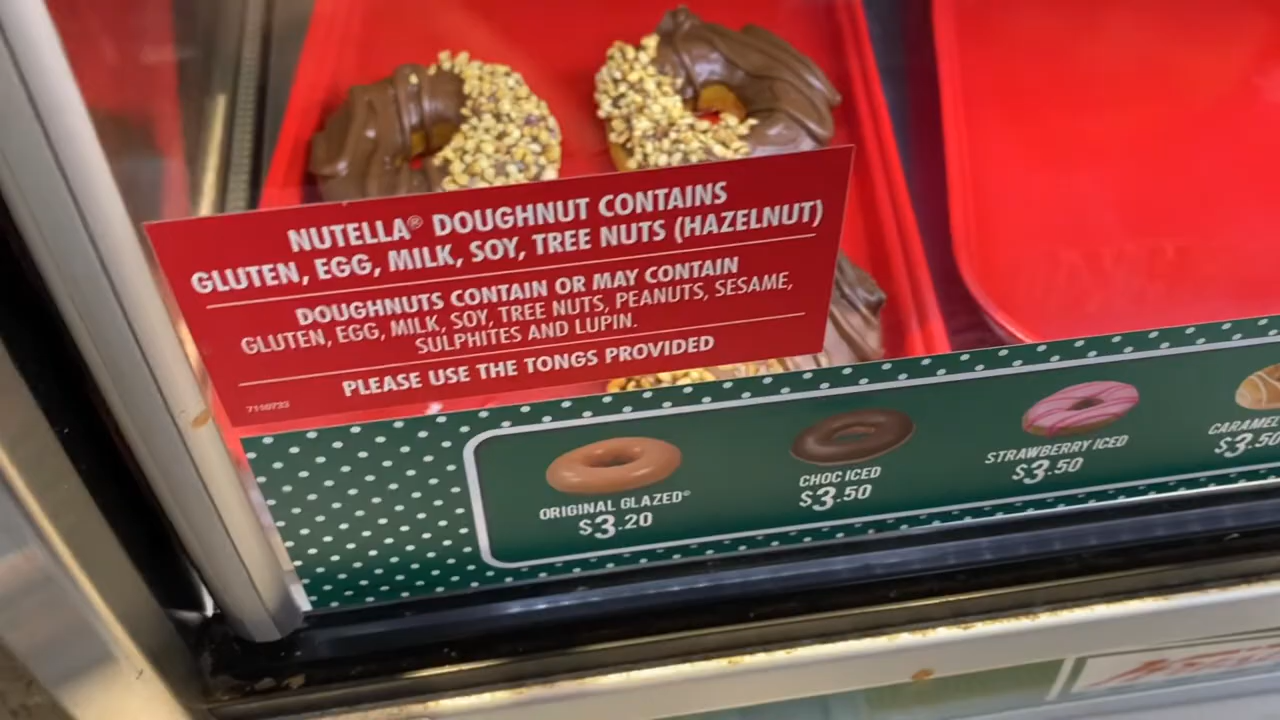 NUTELLA® DOUGHNUT CONTAINS
GLUTEN, EGG, MILK, SOY, TREE NUTS (HAZELNUT)
DOUGHNUTS CONTAIN OR MAY CONTAIN
GLUTEN, EGG, MILK, SOY, TREE NUTS, PEANUTS, SESAME,
SULPHITES AND LUPIN.
PLEASE USE THE TONGS PROVIDED
ORIGINAL GLAZED®
$3.20
CHOC ICED
$3.50
STRAWBERRY ICED
$3.50
CARAMEL
$3.50